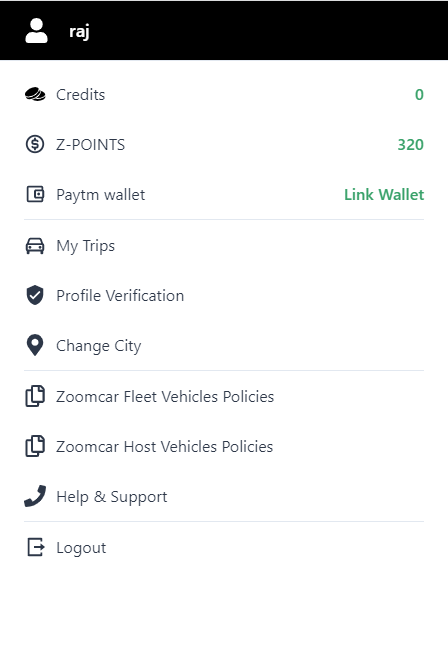 raj
Credits 0
Z-POINTS 320
Paytm wallet Link Wallet
My Trips
Profile Verification
Change City
Zoomcar Fleet Vehicles Policies
Zoomcar Host Vehicles Policies
Help & Support
Logout